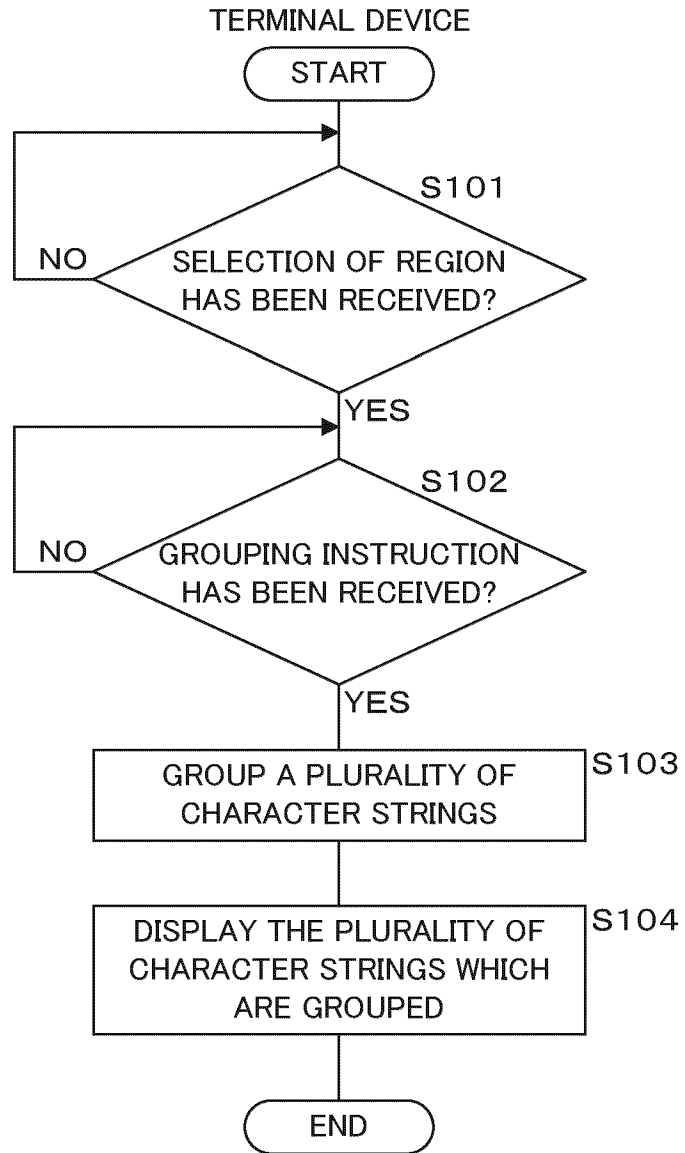 TERMINAL DEVICE
START
S101
NO
SELECTION OF REGION
HAS BEEN RECEIVED?
YES
S102
NO
GROUPING INSTRUCTION
HAS BEEN RECEIVED?
YES
S103
GROUP A PLURALITY OF
CHARACTER STRINGS
S104
DISPLAY THE PLURALITY OF
CHARACTER STRINGS WHICH
ARE GROUPED
END